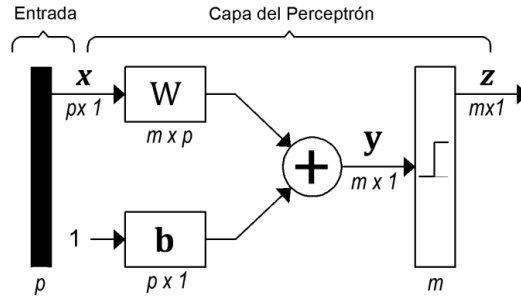 Entrada
Capa del Perceptrón
x
px 1
W
m x p
1
b
p x 1
+
y
m x 1
z
mx1
p
m